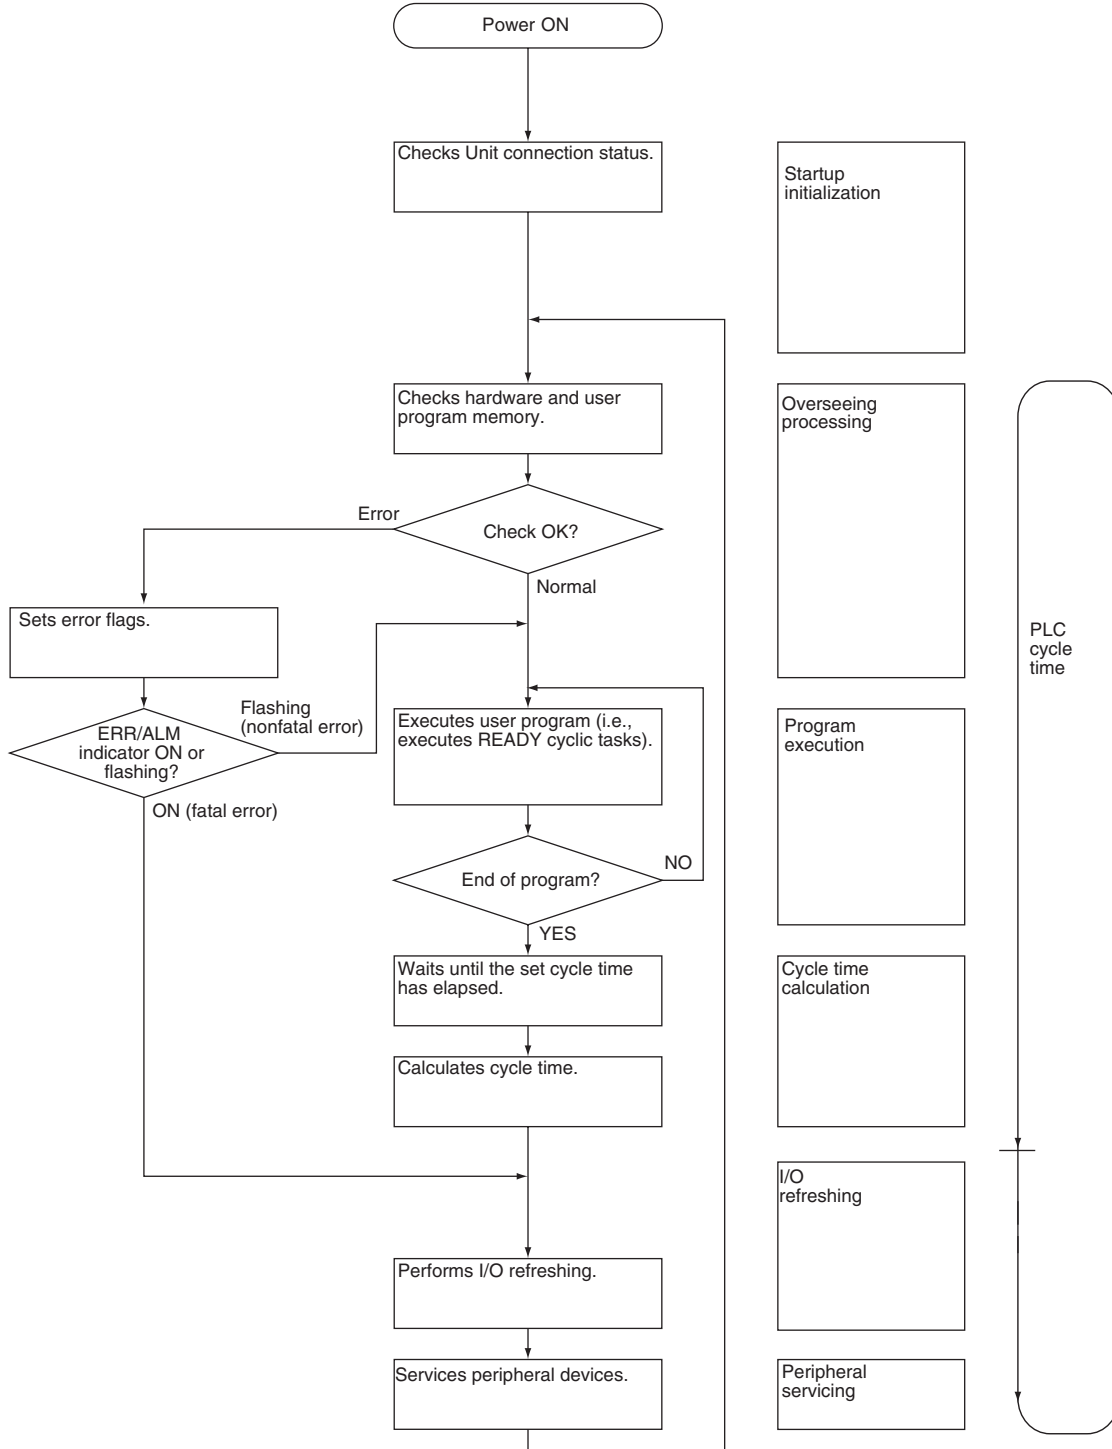 Power ON
Checks Unit connection status.
Startup
initialization
Checks hardware and user
program memory.
Overseeing
processing
Error
Check OK?
Normal
Sets error flags.
PLC
cycle
time
Flashing
(nonfatal error)
ERR/ALM
indicator ON or
flashing?
ON (fatal error)
Executes user program (i.e.,
executes READY cyclic tasks).
Program
execution
NO
End of program?
YES
Waits until the set cycle time
has elapsed.
Cycle time
calculation
Calculates cycle time.
I/O
refreshing
Performs I/O refreshing.
Services peripheral devices.
Peripheral
servicing